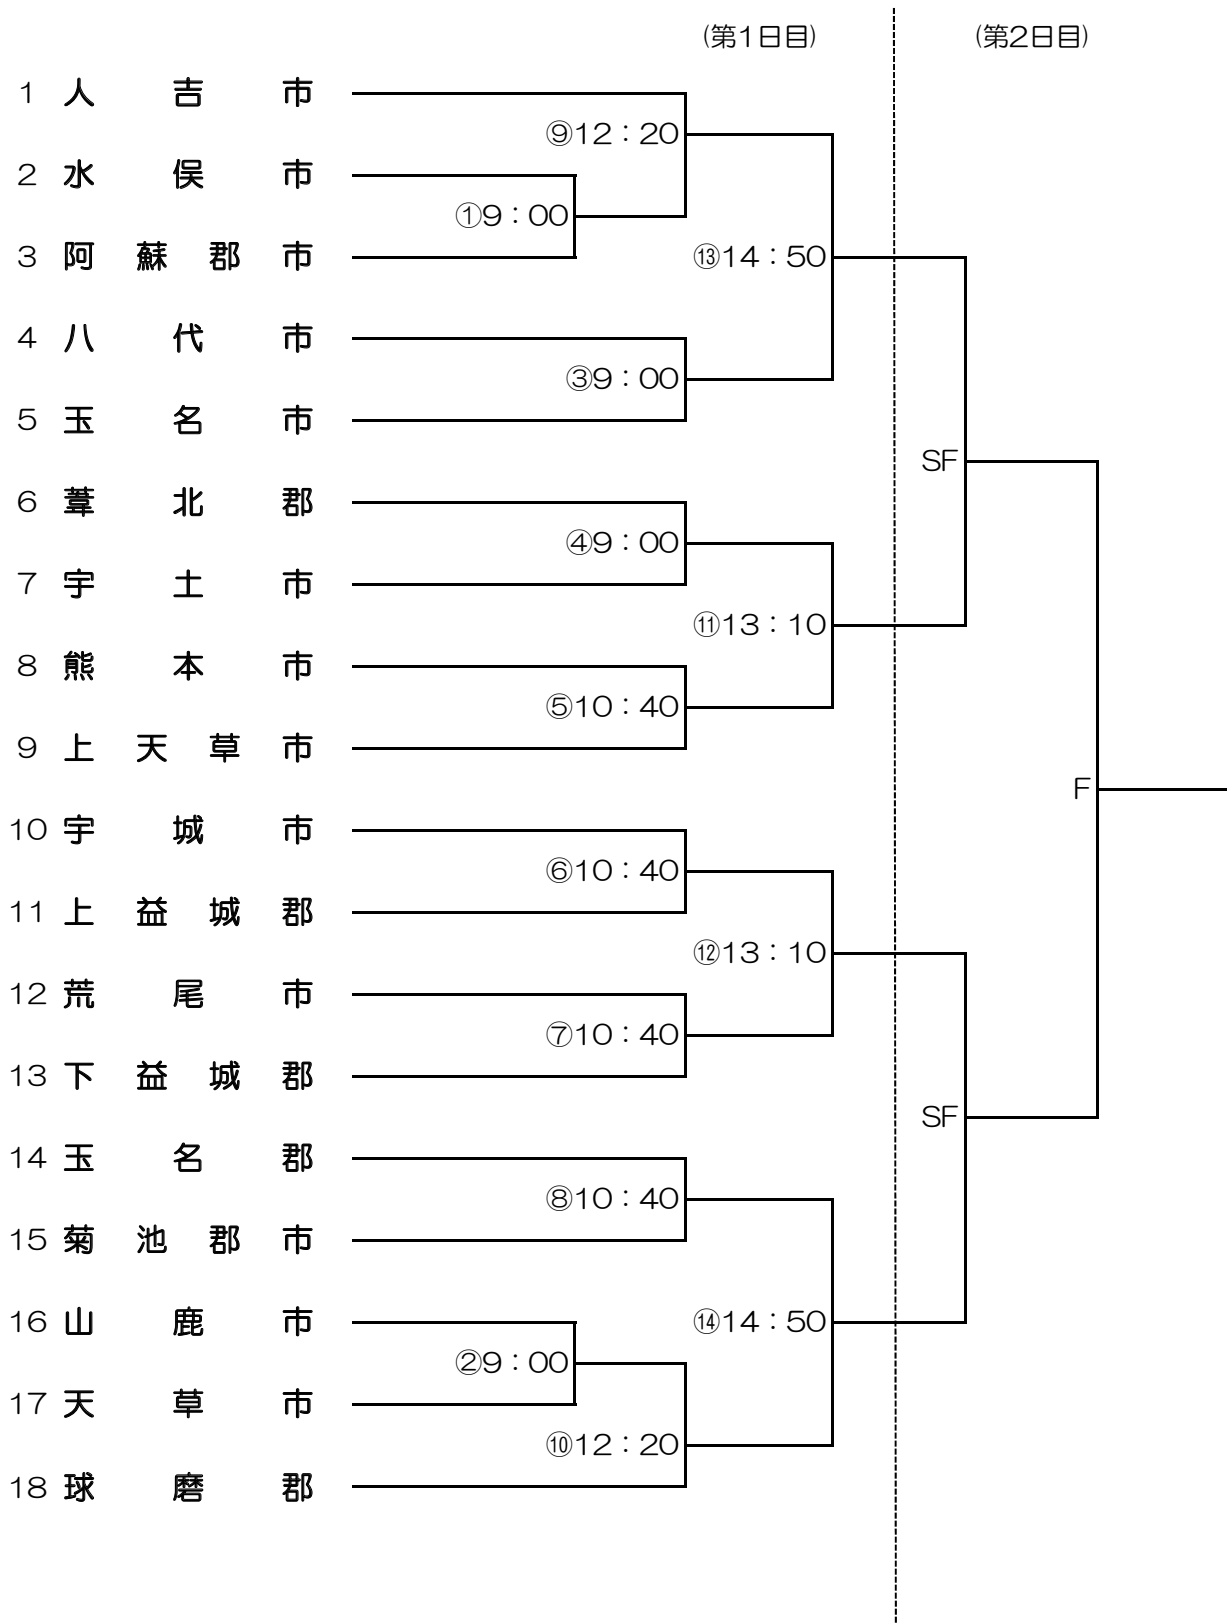 (第1日目) (第2日目)
1 人吉市
⑨12：20
2 水俣市
①9：00
3 阿蘇郡市
⑬14：50
4 八代市
③9：00
5 玉名市
SF
6 葦北郡
④9：00
7 宇土市
⑪13：10
8 熊本市
⑤10：40
9 上天草市
F
10 宇城市
⑥10：40
11 上益城郡
⑫13：10
12 荒尾市
⑦10：40
13 下益城郡
SF
14 玉名郡
⑧10：40
15 菊池郡市
16 山鹿市
⑭14：50
②9：00
17 天草市
⑩12：20
18 球磨郡